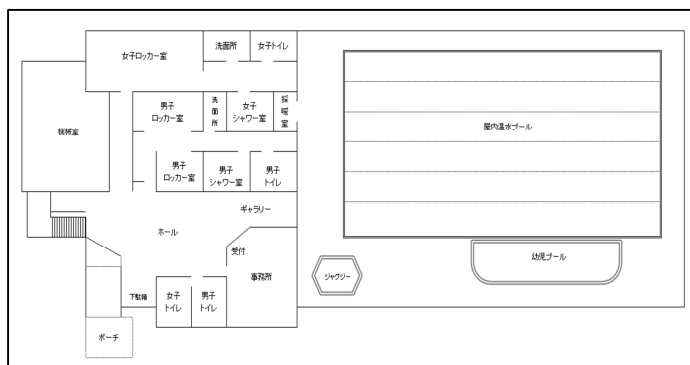 女子ロッカー室
洗面所
女子トイレ
機械室
男子
ロッカー室
洗
面
所
女子
シャワー室
採
暖
室
屋内温水プール
男子
ロッカー室
男子
シャワー室
男子
トイレ
ギャラリー
ホール
受付
事務所
ジャグジー
幼児プール
下駄箱
女子
トイレ
男子
トイレ
ポーチ